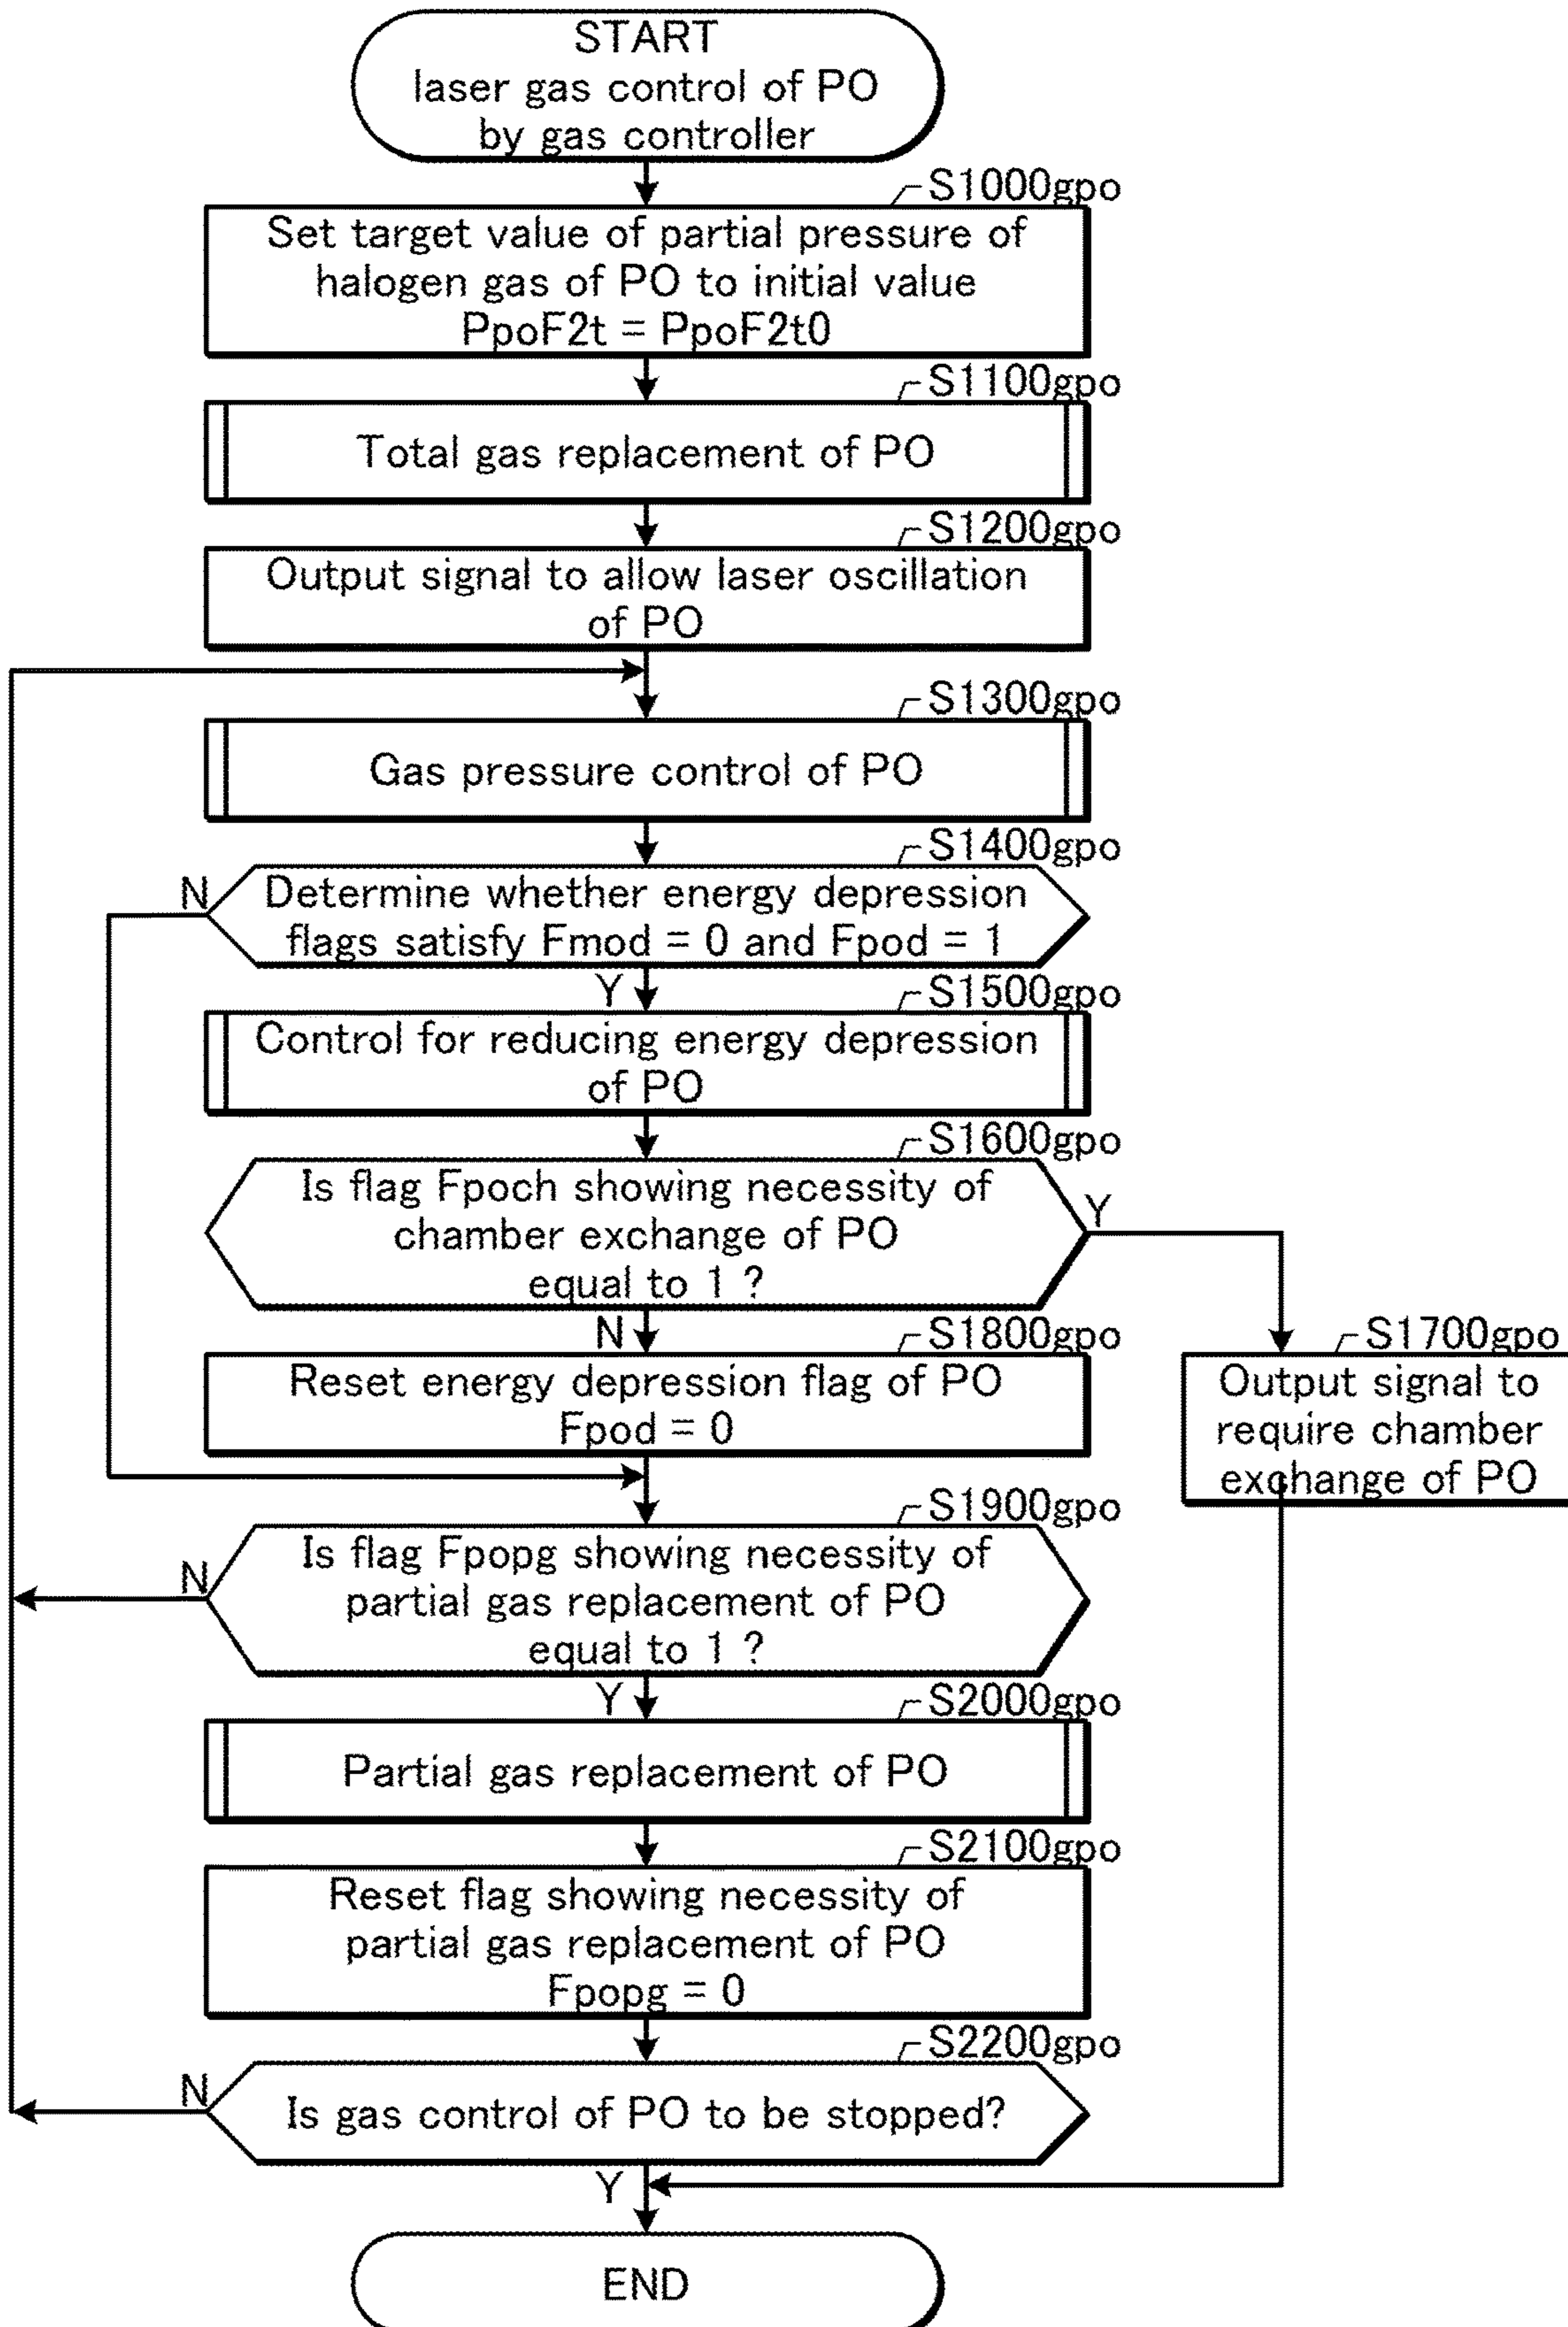 START
laser gas control of PO
by gas controller
S1000gpo
Set target value of partial pressure of
halogen gas of PO to initial value
PpoF2t = PpoF2t0
S1100gpo
Total gas replacement of PO
S1200gpo
Output signal to allow laser oscillation
of PO
S1300gpo
Gas pressure control of PO
S1400gpo
N
Determine whether energy depression
flags satisfy Fmod = 0 and Fpod = 1
Y
S1500gpo
Control for reducing energy depression
of PO
S1600gpo
Is flag Fpoch showing necessity of
chamber exchange of PO
equal to 1 ?
Y
N
S1800gpo
Reset energy depression flag of PO
Fpod = 0
S1700gpo
Output signal to
require chamber
exchange of PO
S1900gpo
Is flag Fpopg showing necessity of
partial gas replacement of PO
equal to 1 ?
N
Y
S2000gpo
Partial gas replacement of PO
S2100gpo
Reset flag showing necessity of
partial gas replacement of PO
Fpopg = 0
S2200gpo
N
Is gas control of PO to be stopped?
Y
END